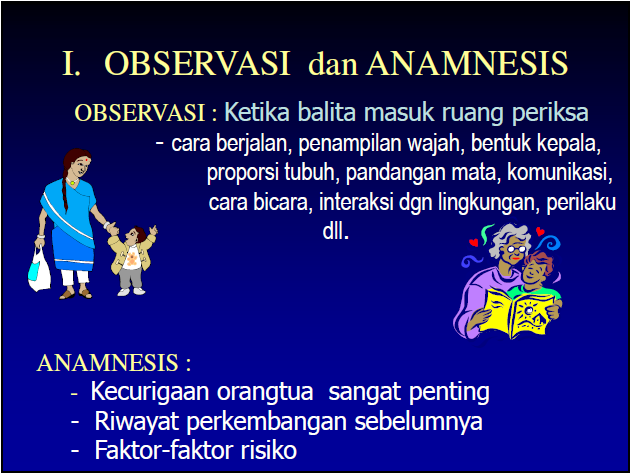 I. OBSERVASI dan ANAMNESIS
OBSERVASI : Ketika balita masuk ruang periksa
- cara berjalan, penampilan wajah, bentuk kepala,
proporsi tubuh, pandangan mata, komunikasi,
cara bicara, interaksi dgn lingkungan, perilaku
dll.
ANAMNESIS :
- Kecurigaan orangtua sangat penting
- Riwayat perkembangan sebelumnya
- Faktor-faktor risiko